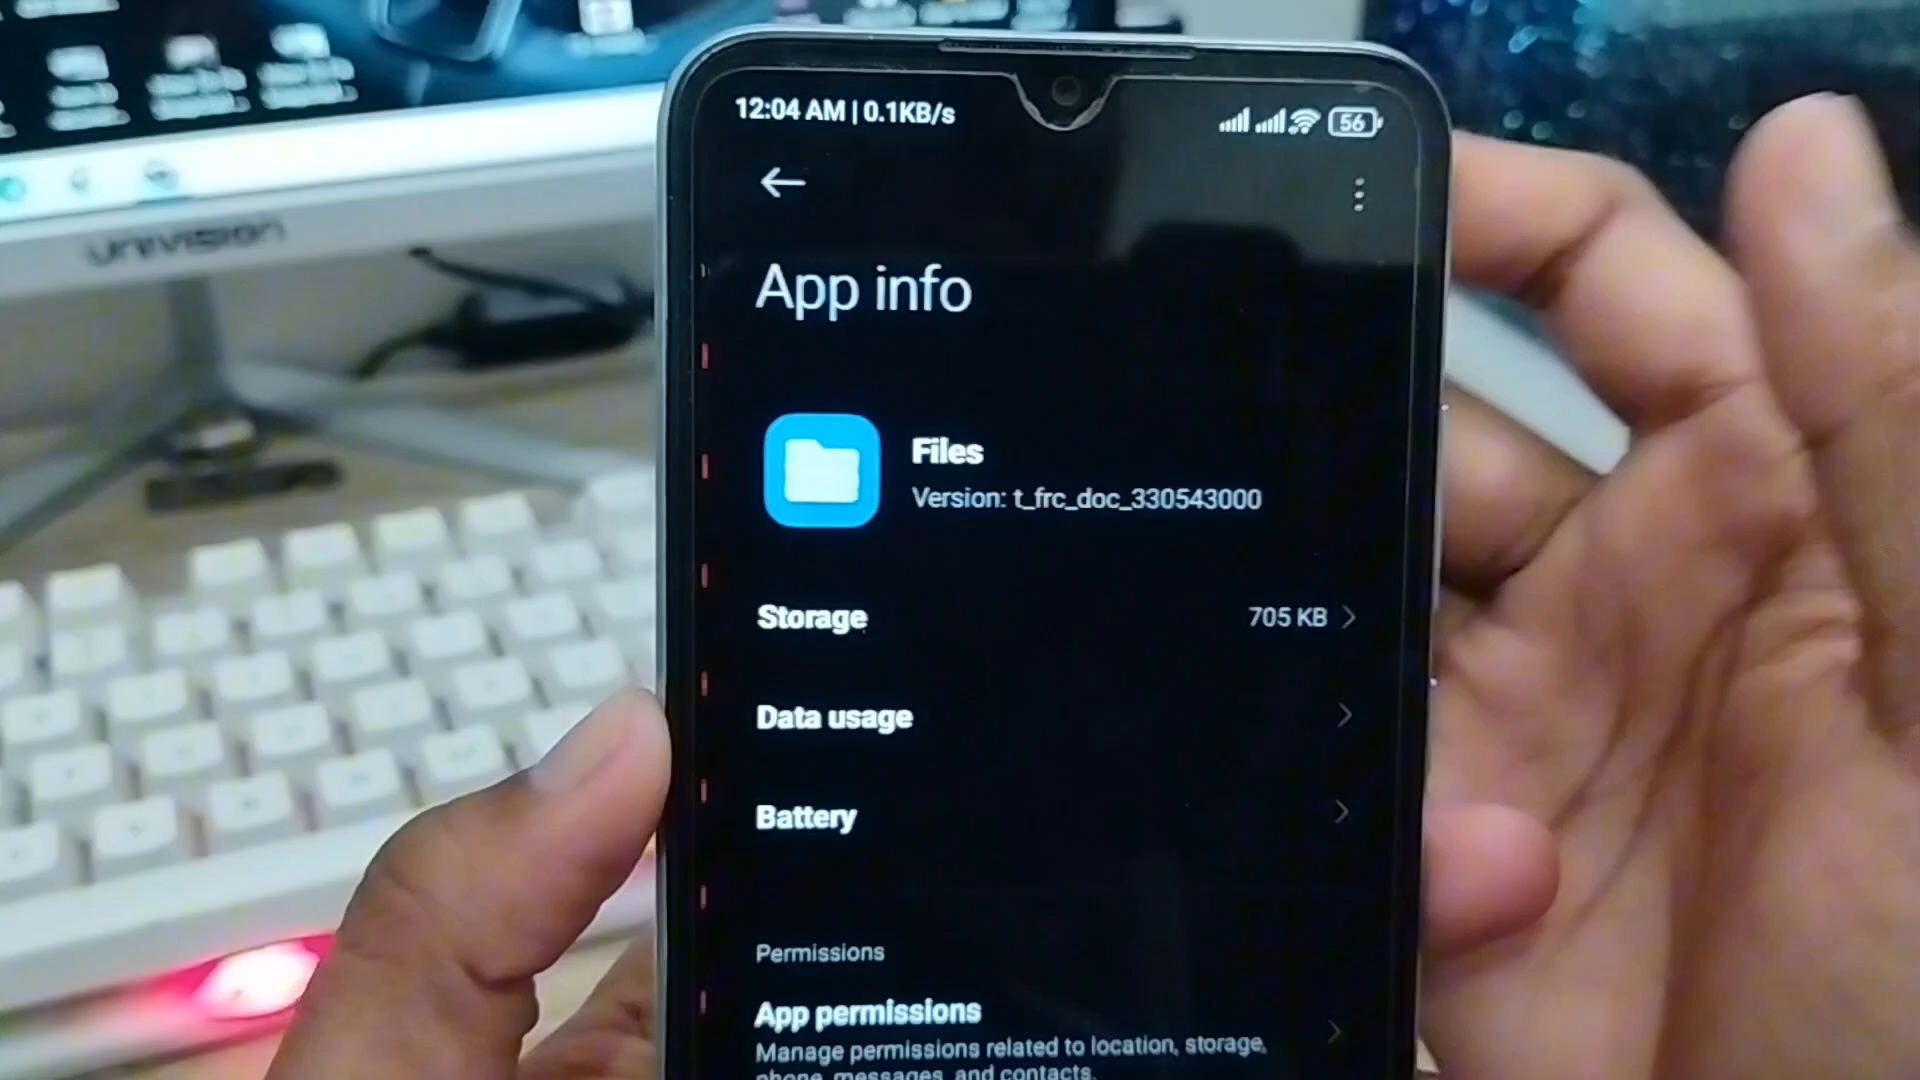 UNIVISION
12:04 AM | 0.1KB/s
56
App info
Files
Version: t_frc_doc_330543000
Storage
705 KB
Data usage
Battery
Permissions
App permissions
Manage permissions related to location, storage,
phone, messages, and contacts.